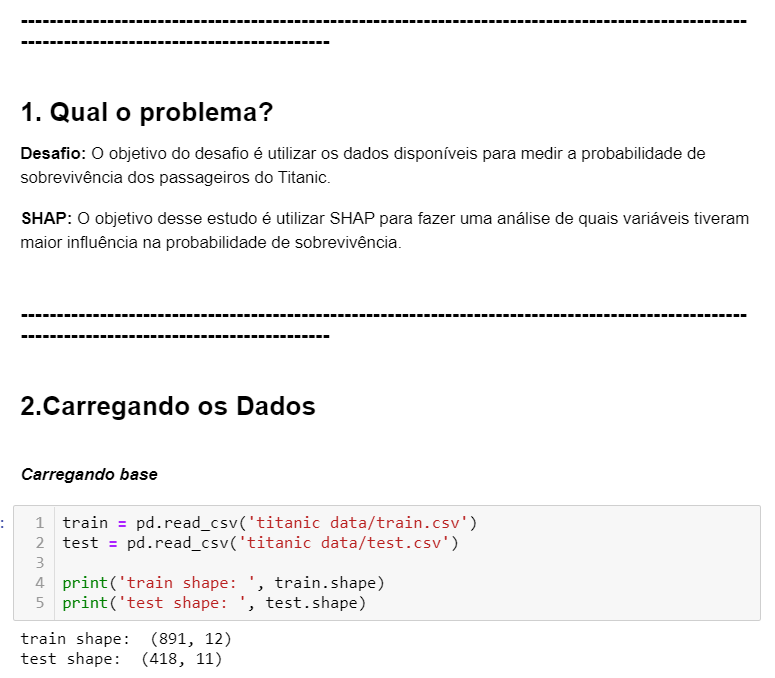 ---------------------------------------------------------------------------------------------------------
---------------------------------------------
1. Qual o problema?
Desafio: O objetivo do desafio é utilizar os dados disponíveis para medir a probabilidade de
sobrevivência dos passageiros do Titanic.
SHAP: O objetivo desse estudo é utilizar SHAP para fazer uma análise de quais variáveis tiveram
maior influência na probabilidade de sobrevivência.
---------------------------------------------------------------------------------------------------------
---------------------------------------------
2.Carregando os Dados
Carregando base
: 1 train = pd.read_csv('titanic data/train.csv')
2 test = pd.read_csv('titanic data/test.csv')
3
4 print('train shape: ', train.shape)
5 print('test shape: ', test.shape)
train shape:  (891, 12)
test shape:  (418, 11)